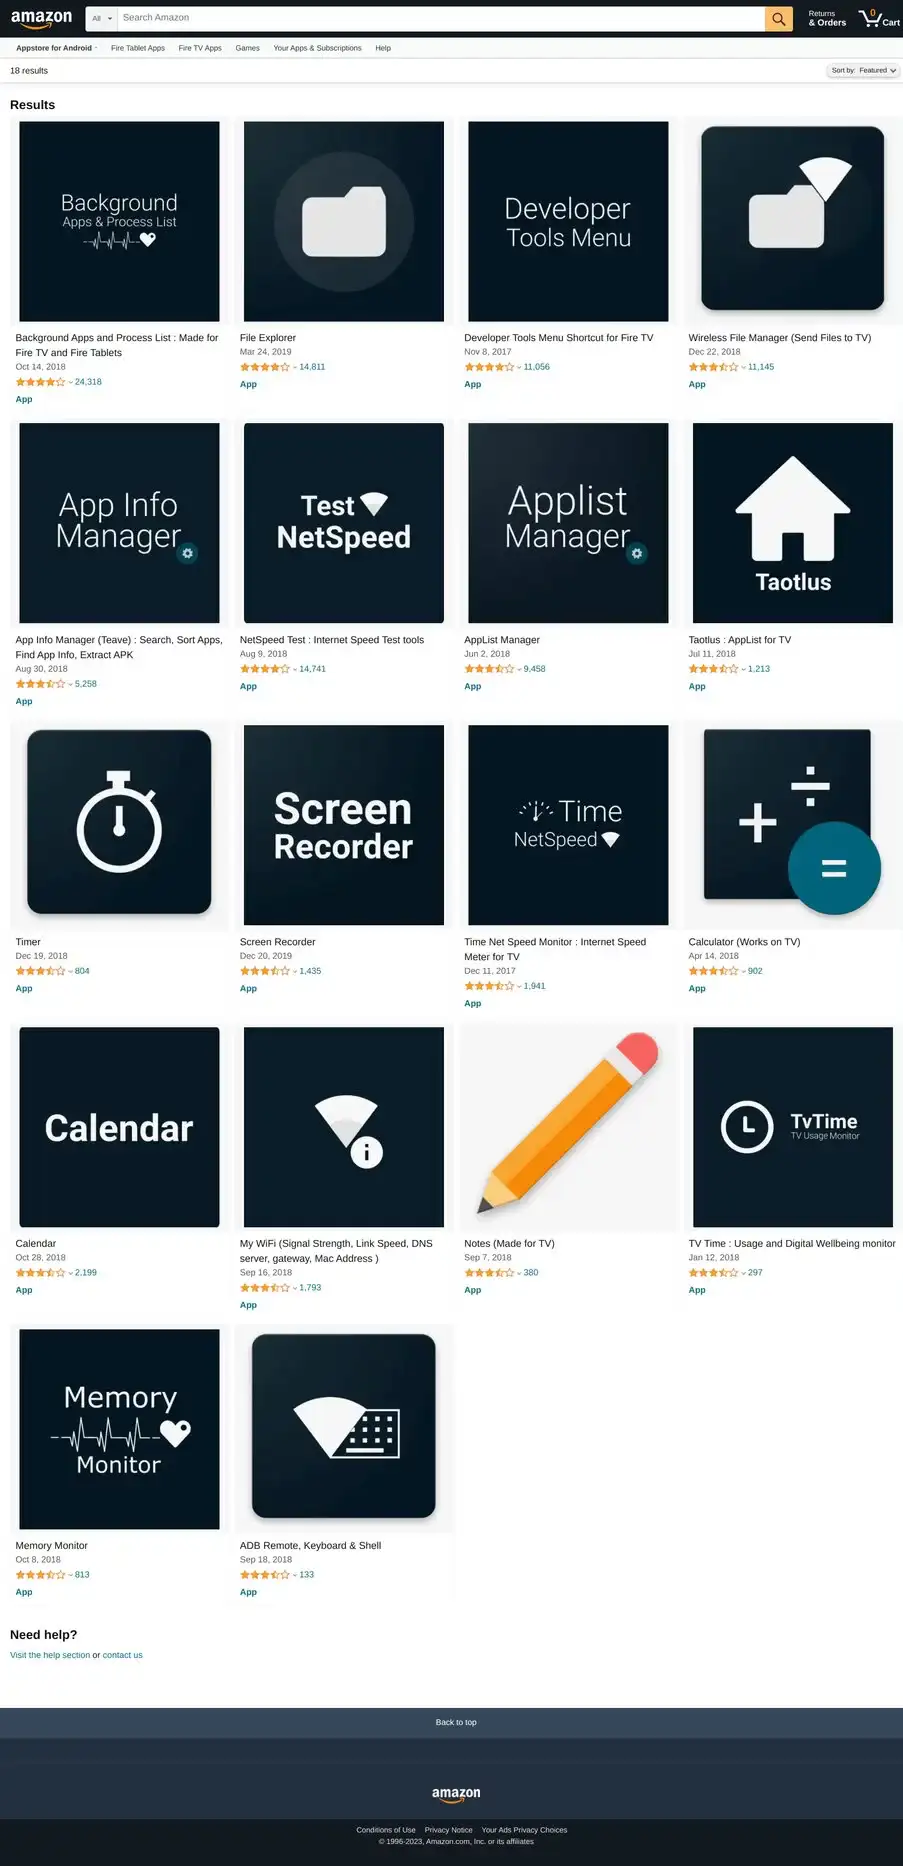 amazon
All
Search Amazon
Returns
& Orders
0
Cart
Appstore for Android
Fire Tablet Apps
Fire TV Apps
Games
Your Apps & Subscriptions
Help
18 results
Sort by: Featured
Results
Background
Apps & Process List
Developer
Tools Menu
Background Apps and Process List : Made for
Fire TV and Fire Tablets
Oct 14, 2018
24,318
App
File Explorer
Mar 24, 2019
14,811
App
Developer Tools Menu Shortcut for Fire TV
Nov 8, 2017
11,056
App
Wireless File Manager (Send Files to TV)
Dec 22, 2018
11,145
App
App Info
Manager
Test
NetSpeed
Applist
Manager
Taotlus
App Info Manager (Teave) : Search, Sort Apps,
Find App Info, Extract APK
Aug 30, 2018
5,258
App
NetSpeed Test : Internet Speed Test tools
Aug 9, 2018
14,741
App
AppList Manager
Jun 2, 2018
9,458
App
Taotlus : AppList for TV
Jul 11, 2018
1,213
App
Screen
Recorder
Time
NetSpeed
Timer
Dec 19, 2018
804
App
Screen Recorder
Dec 20, 2019
1,435
App
Time Net Speed Monitor : Internet Speed
Meter for TV
Dec 11, 2017
1,941
App
Calculator (Works on TV)
Apr 14, 2018
902
App
Calendar
TvTime
TV Usage Monitor
Calendar
Oct 28, 2018
2,199
App
My WiFi (Signal Strength, Link Speed, DNS
server, gateway, Mac Address )
Sep 16, 2018
1,793
App
Notes (Made for TV)
Sep 7, 2018
380
App
TV Time : Usage and Digital Wellbeing monitor
Jan 12, 2018
297
App
Memory
Monitor
Memory Monitor
Oct 8, 2018
813
App
ADB Remote, Keyboard & Shell
Sep 18, 2018
133
App
Need help?
Visit the help section or contact us
Back to top
amazon
Conditions of Use
Privacy Notice
Your Ads Privacy Choices
© 1996-2023, Amazon.com, Inc. or its affiliates